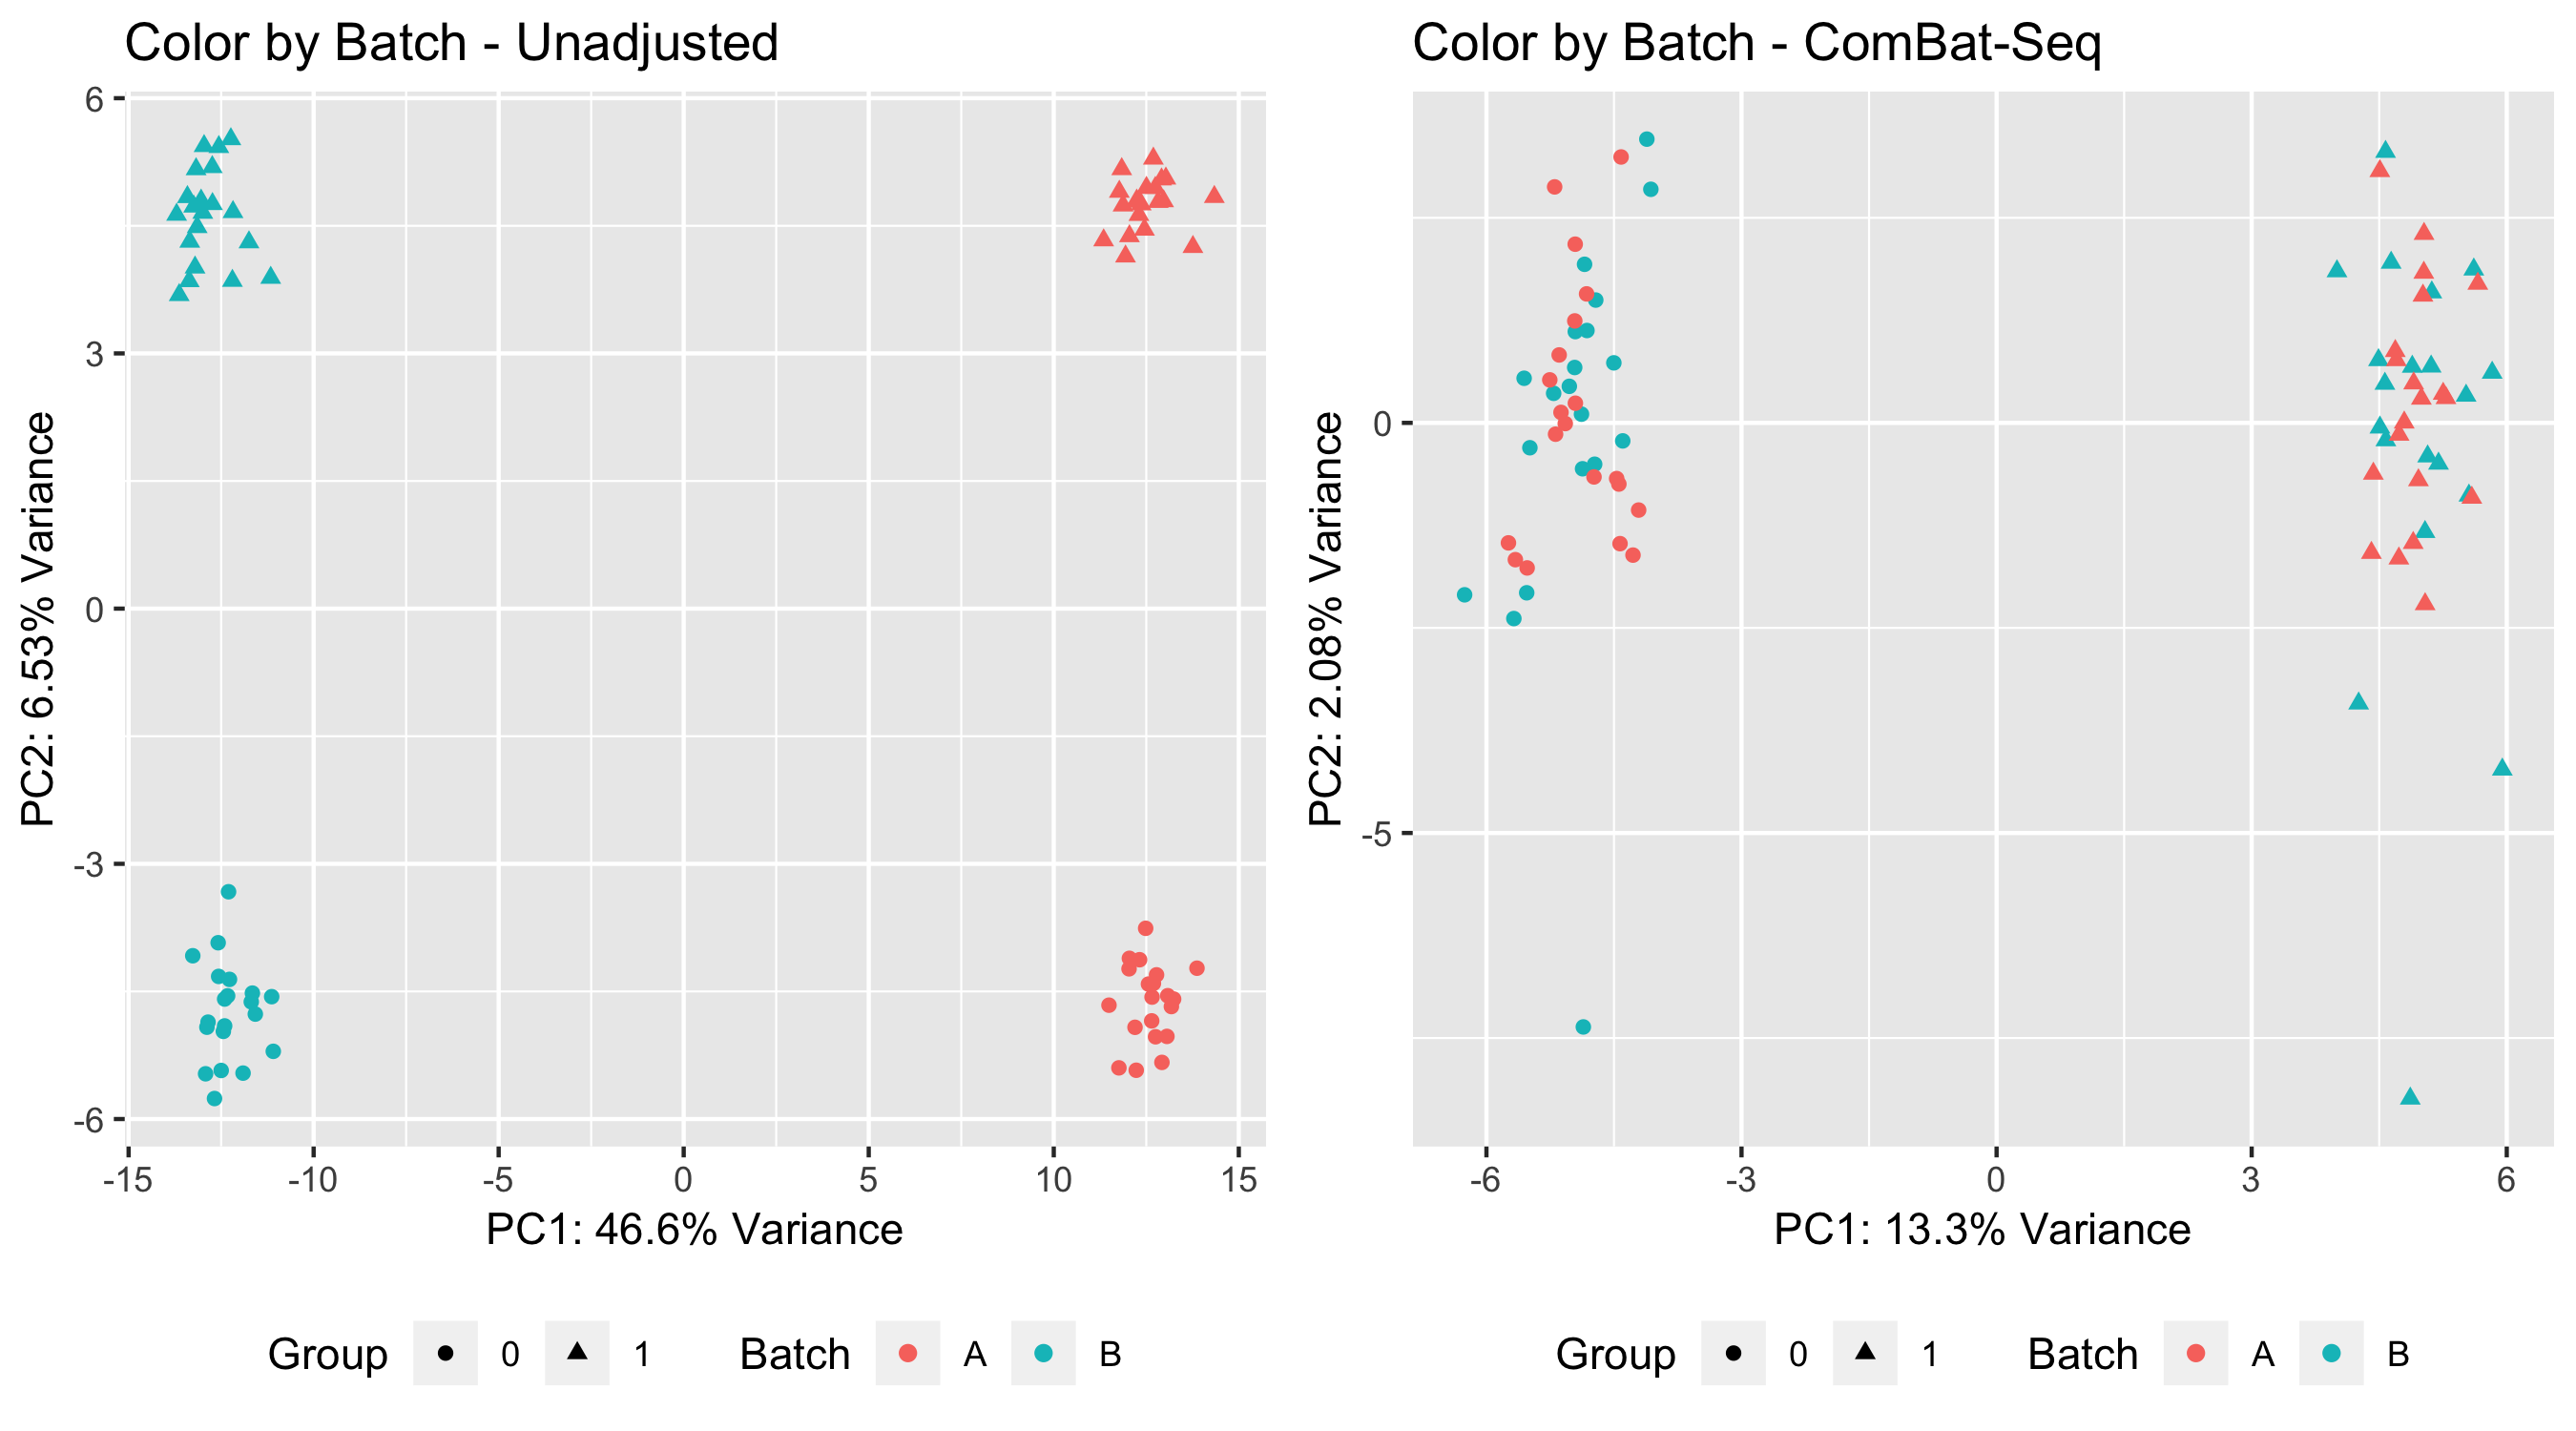 Color by Batch - Unadjusted
6
3
0
-3
-6
PC2: 6.53% Variance
-15 -10 -5 0 5 10 15
PC1: 46.6% Variance
Group 0 1 Batch A B
Color by Batch - ComBat-Seq
0
-5
PC2: 2.08% Variance
-6 -3 0 3 6
PC1: 13.3% Variance
Group 0 1 Batch A B